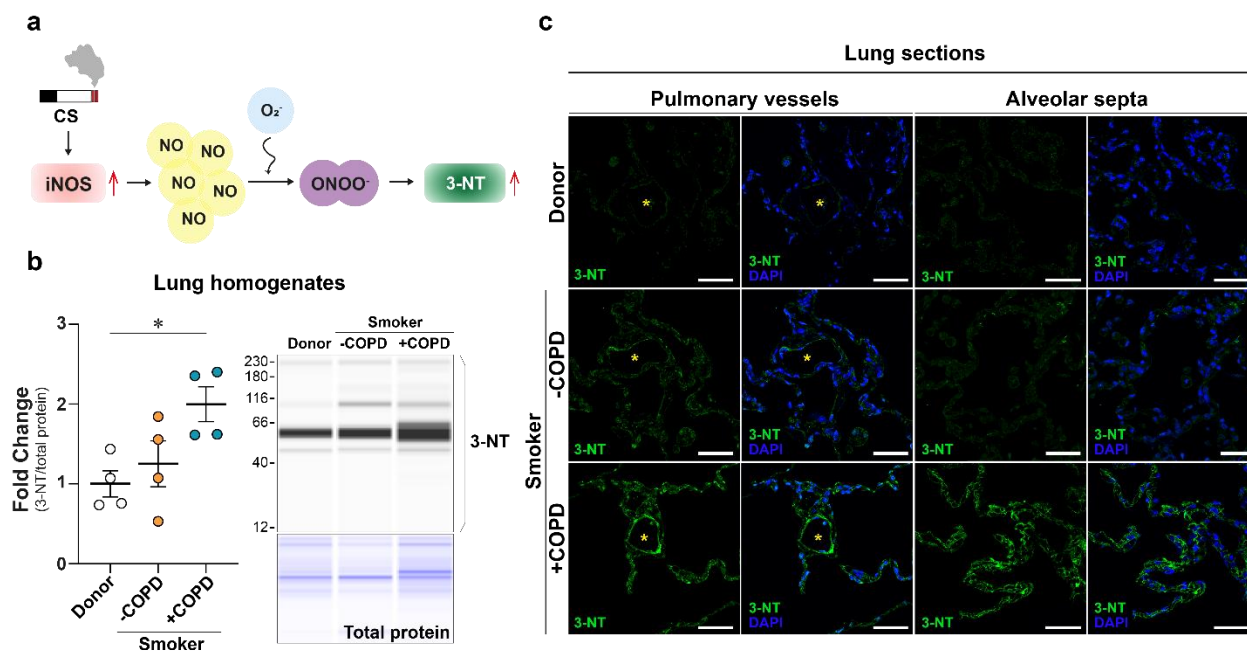 a
CS
iNOS
NO
NO
NO
NO
NO
NO
O₂⁻
ONOO⁻
3-NT
b
Lung homogenates
Fold Change
(3-NT/total protein)
3
2
1
0
*
Donor
-COPD
+COPD
Smoker
Smoker
Donor -COPD +COPD
230-
180-
116-
66-
40-
12-
3-NT
Total protein
c
Lung sections
Pulmonary vessels Alveolar septa
Donor
*
3-NT
*
3-NT
DAPI
3-NT
3-NT
DAPI
Smoker
-COPD
*
3-NT
*
3-NT
DAPI
3-NT
3-NT
DAPI
+COPD
*
3-NT
*
3-NT
DAPI
3-NT
3-NT
DAPI